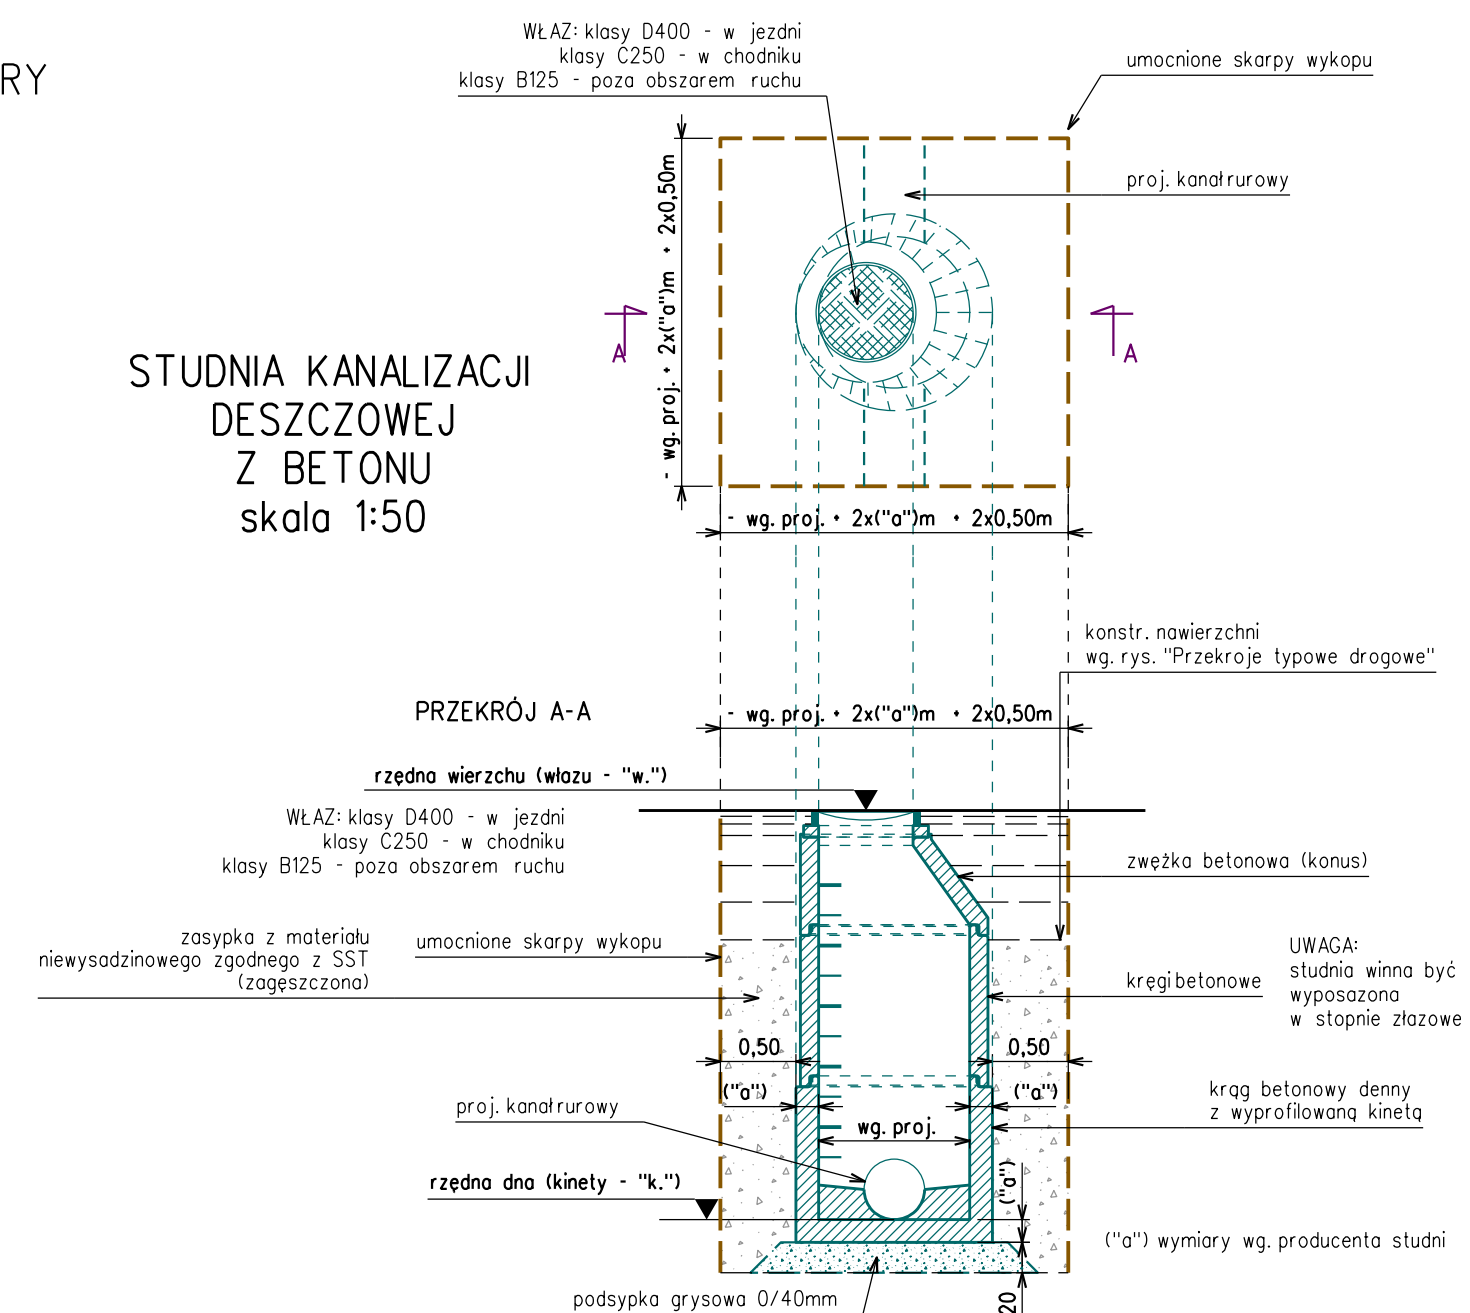 RY
WŁAZ: klasy D400 - w jezdni
klasy C250 - w chodniku
klasy B125 - poza obszarem ruchu
umocnione skarpy wykopu
proj. kanał rurowy
- wg. proj. + 2x("a")m + 2x0,50m
A
A
STUDNIA KANALIZACJI
DESZCZOWEJ
Z BETONU
skala 1:50
- wg. proj. + 2x("a")m + 2x0,50m
konstr. nawierzchni
wg. rys. "Przekroje typowe drogowe"
PRZEKRÓJ A-A
- wg. proj. + 2x("a")m + 2x0,50m
rzędna wierzchu (włazu - "w.")
WŁAZ: klasy D400 - w jezdni
klasy C250 - w chodniku
klasy B125 - poza obszarem ruchu
zwężka betonowa (konus)
zasypka z materiału
niewysadzinowego zgodnego z SST
(zagęszczona)
umocnione skarpy wykopu
kręgi betonowe
UWAGA:
studnia winna być
wyposazona
w stopnie złazowe
0,50
0,50
("a")
("a")
krąg betonowy denny
z wyprofilowaną kinetą
proj. kanał rurowy
wg. proj.
rzędna dna (kinety - "k.")
("a")
("a") wymiary wg. producenta studni
podsypka grysowa 0/40mm
20